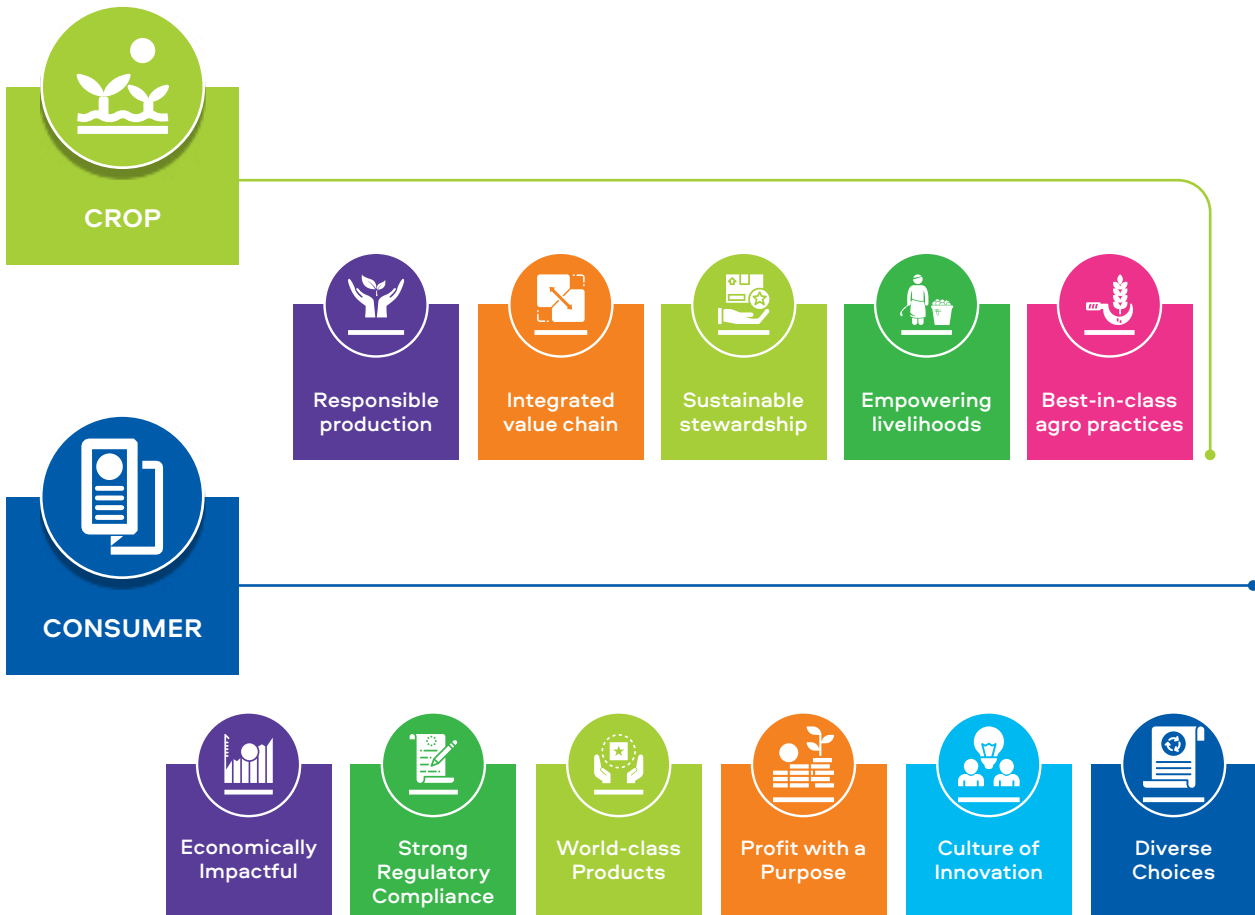 CROP
Responsible
production
Integrated
value chain
Sustainable
stewardship
Empowering
livelihoods
Best-in-class
agro practices
CONSUMER
Economically
Impactful
Strong
Regulatory
Compliance
World-class
Products
Profit with a
Purpose
Culture of
Innovation
Diverse
Choices